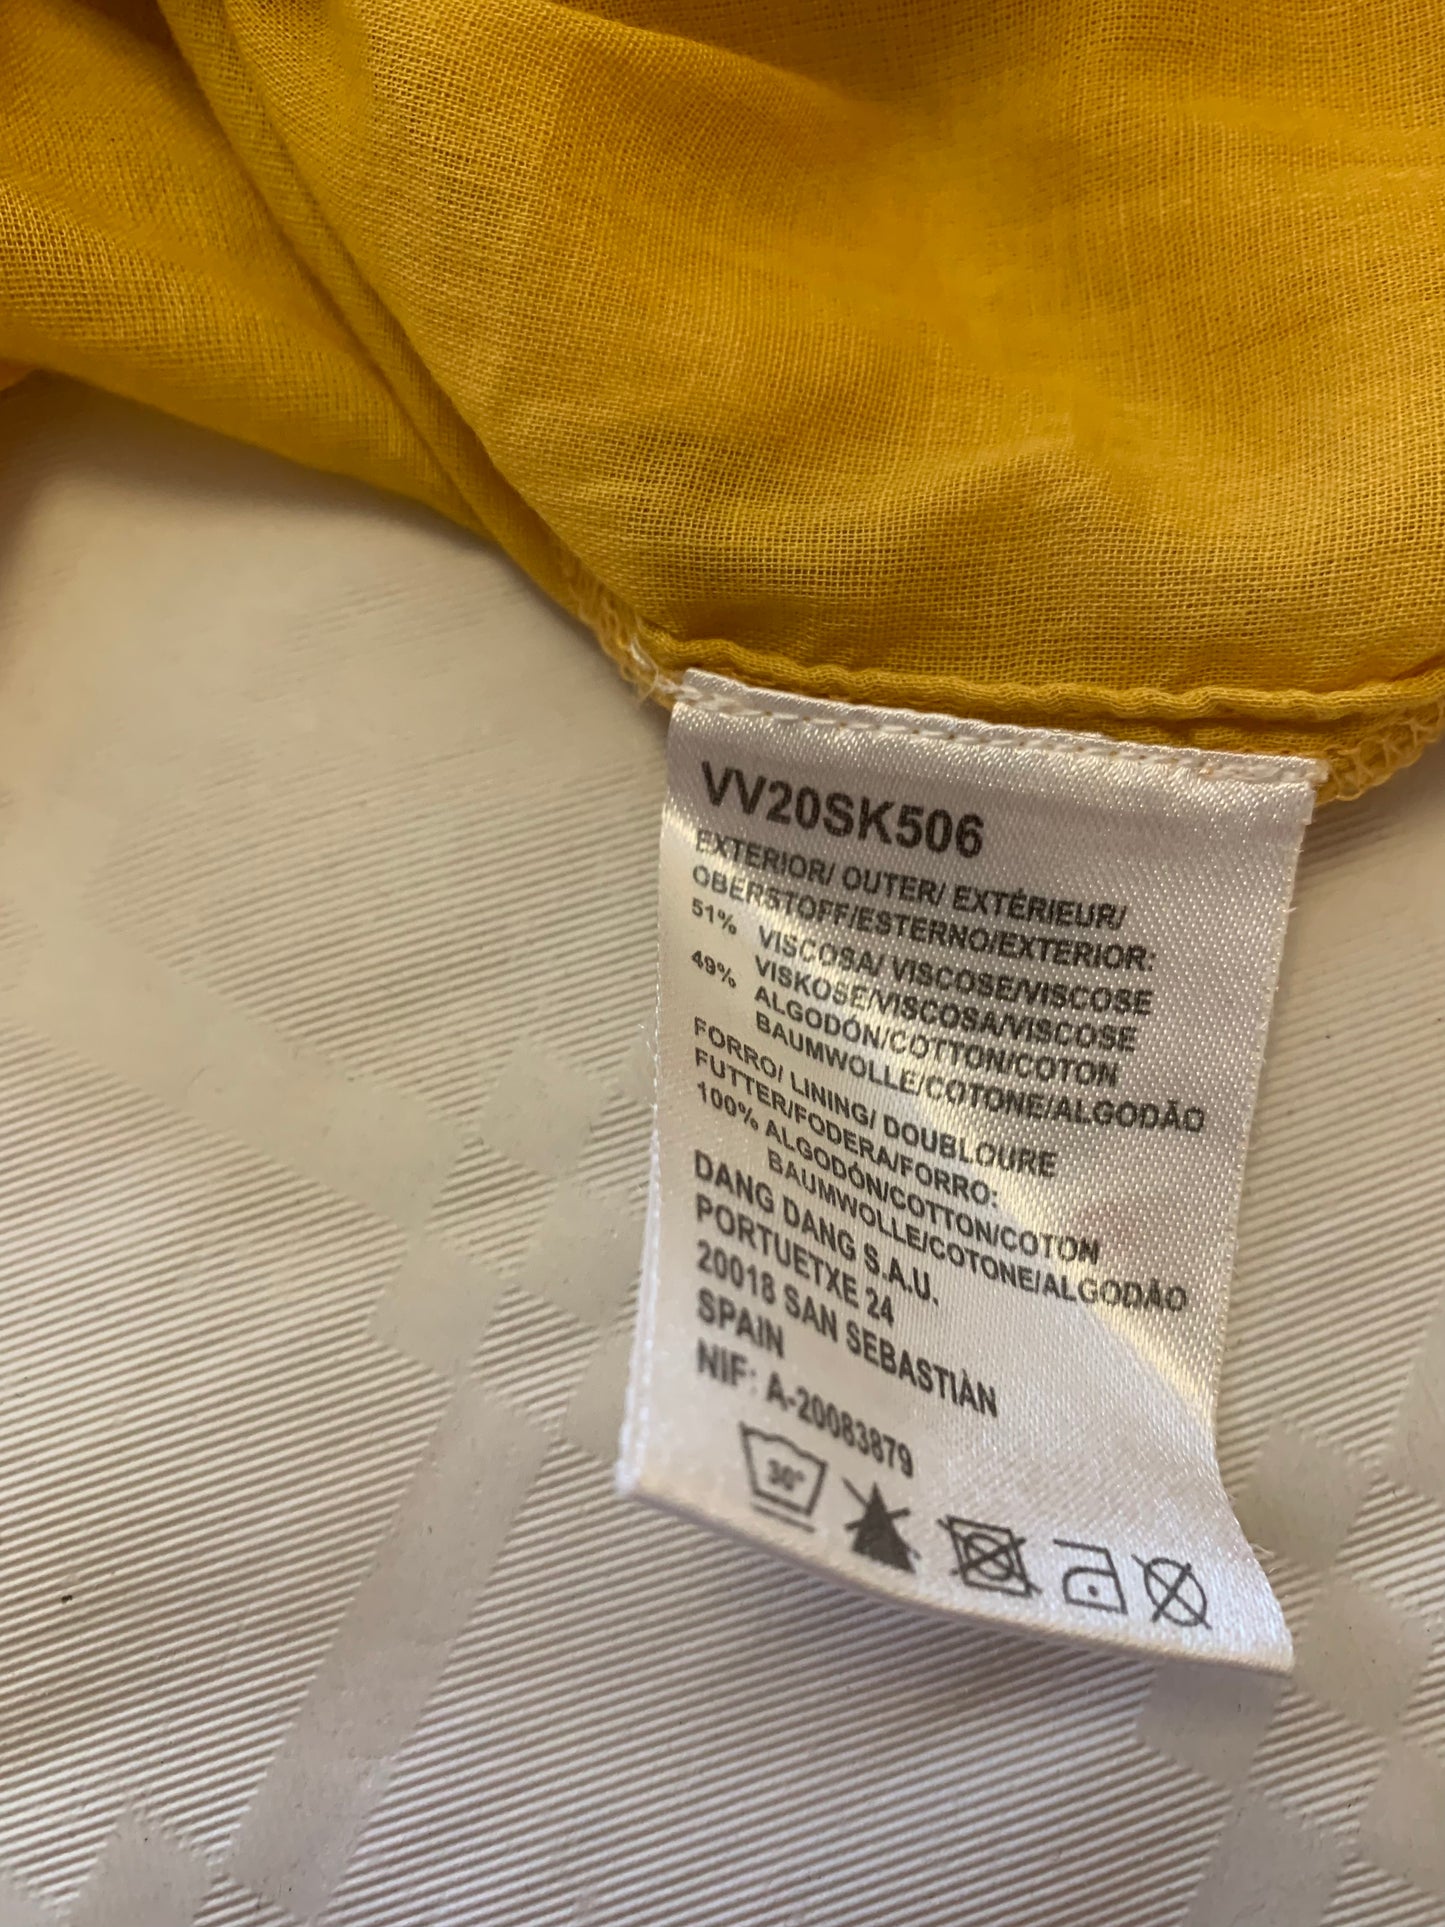 VV20SK506
EXTERIOR/ OUTER/ EXTÉRIEUR/
OBERSTOFF/ESTERNO/EXTERIOR:
51% VISCOSA/ VISCOSE/VISCOSE
VISKOSE/VISCOSA/VISCOSE
49% ALGODÓN/COTTON/COTON
BAUMWOLLE/COTONE/ALGODÃO
FORRO/ LINING/ DOUBLOURE
FUTTER/FODERA/FORRO:
100% ALGODÓN/COTTON/COTON
BAUMWOLLE/COTONE/ALGODÃO
DANG DANG S.A.U.
PORTUETXE 24
20018 SAN SEBASTIÀN
SPAIN
NIF: A-20083879
30°